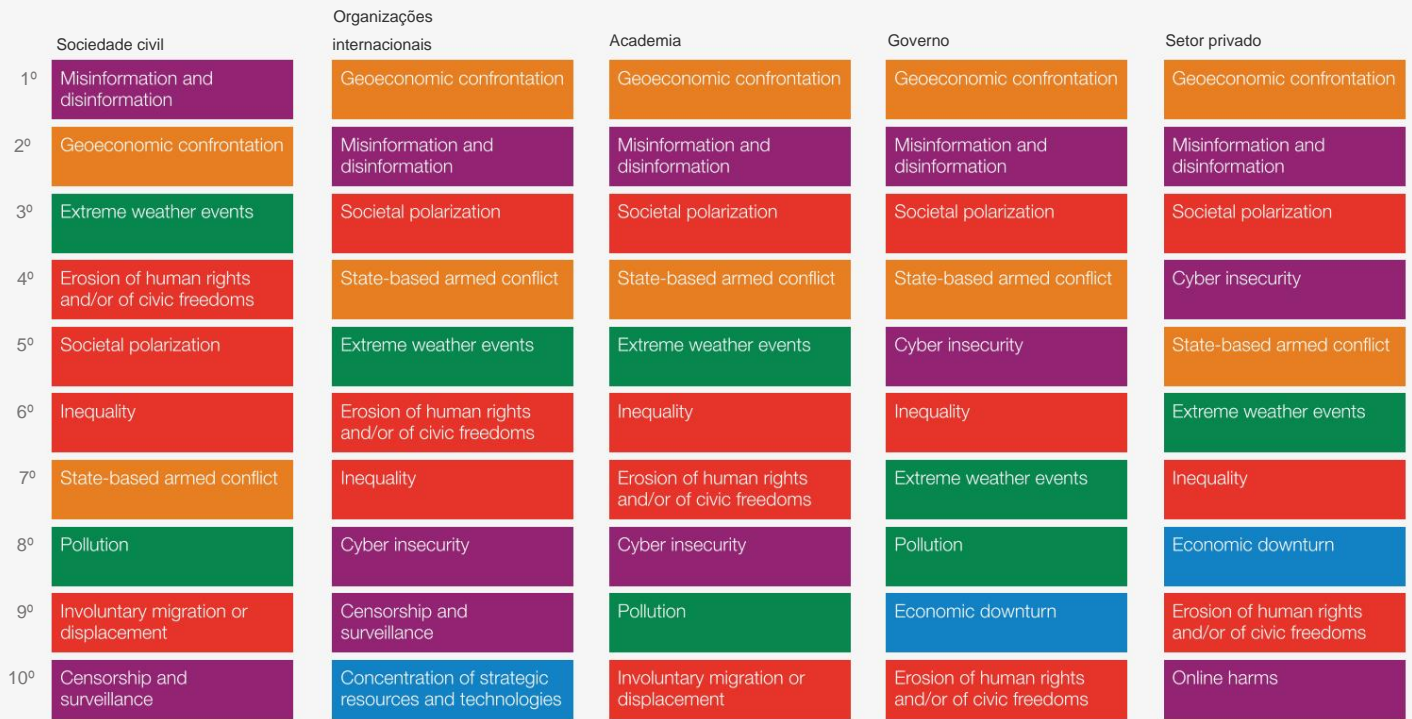 Organizações
internacionais
Sociedade civil
Academia
Governo
Setor privado
1º
Misinformation and
disinformation
Geoeconomic confrontation
Geoeconomic confrontation
Geoeconomic confrontation
Geoeconomic confrontation
2º
Geoeconomic confrontation
Misinformation and
disinformation
Misinformation and
disinformation
Misinformation and
disinformation
Misinformation and
disinformation
3º
Extreme weather events
Societal polarization
Societal polarization
Societal polarization
Societal polarization
4º
Erosion of human rights
and/or of civic freedoms
State-based armed conflict
State-based armed conflict
State-based armed conflict
Cyber insecurity
5º
Societal polarization
Extreme weather events
Extreme weather events
Cyber insecurity
State-based armed conflict
6º
Inequality
Erosion of human rights
and/or of civic freedoms
Inequality
Inequality
Extreme weather events
7º
State-based armed conflict
Inequality
Erosion of human rights
and/or of civic freedoms
Extreme weather events
Inequality
8º
Pollution
Cyber insecurity
Cyber insecurity
Pollution
Economic downturn
9º
Involuntary migration or
displacement
Censorship and
surveillance
Pollution
Economic downturn
Erosion of human rights
and/or of civic freedoms
10º
Censorship and
surveillance
Concentration of strategic
resources and technologies
Involuntary migration or
displacement
Erosion of human rights
and/or of civic freedoms
Online harms